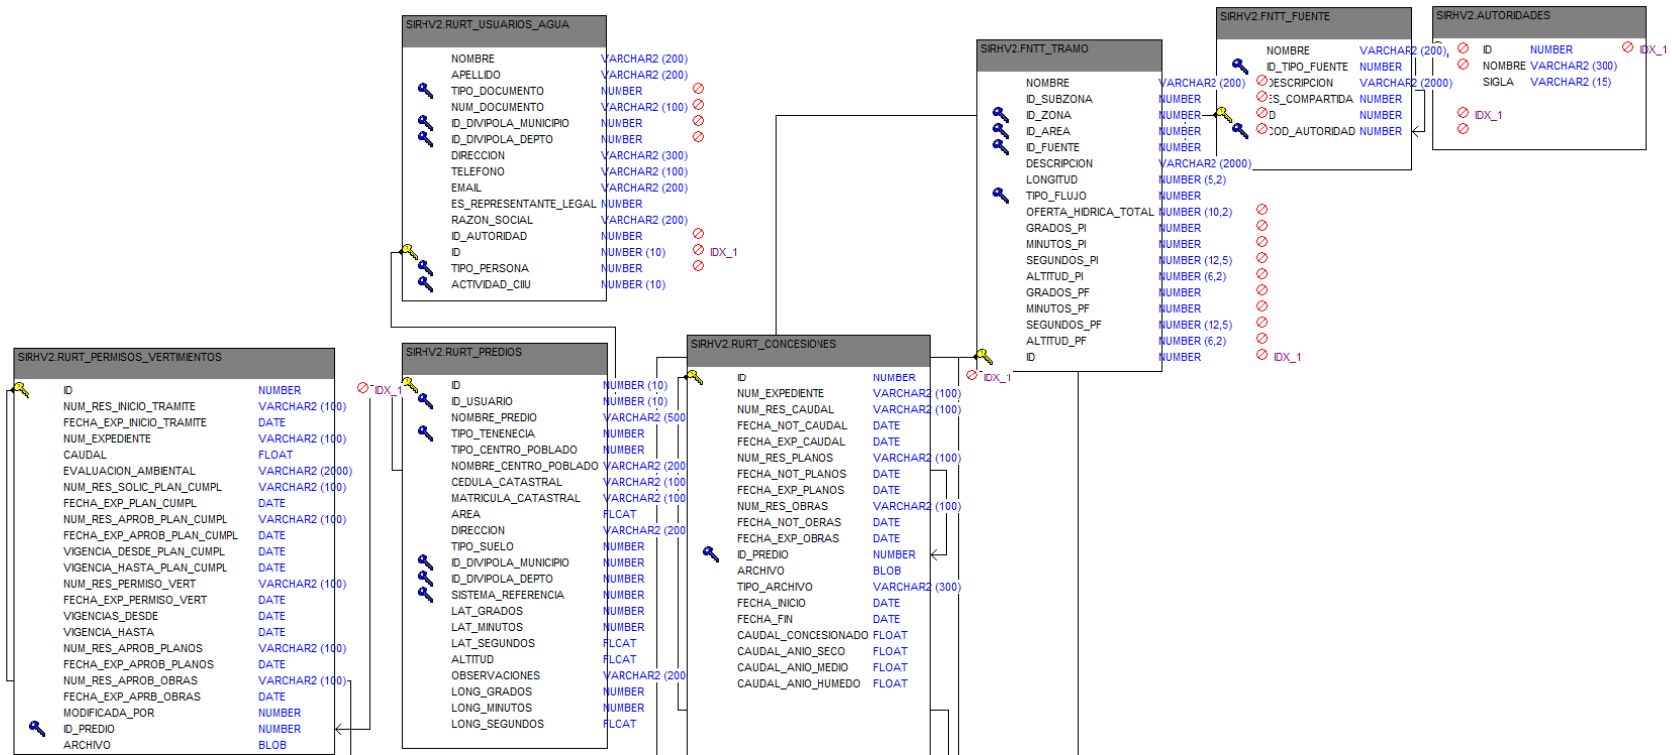 SIRHV2.RURT_USUARIOS_AGUA
NOMBRE VARCHAR2 (200)
APELLIDO VARCHAR2 (200)
TIPO_DOCUMENTO NUMBER
NUM_DOCUMENTO VARCHAR2 (100)
ID_DIVIPOLA_MUNICIPIO NUMBER
ID_DIVIPOLA_DEPTO NUMBER
DIRECCION VARCHAR2 (300)
TELEFONO VARCHAR2 (100)
EMAIL VARCHAR2 (200)
ES_REPRESENTANTE_LEGAL NUMBER
RAZON_SOCIAL VARCHAR2 (200)
ID_AUTORIDAD NUMBER
ID NUMBER (10) IDX_1
TIPO_PERSONA NUMBER
ACTIVIDAD_CIIU NUMBER (10)
SIRHV2.FNTT_TRAMO
NOMBRE VARCHAR2 (200)
ID_SUBZONA NUMBER
ID_ZONA NUMBER
ID_AREA NUMBER
ID_FUENTE NUMBER
DESCRIPCION VARCHAR2 (2000)
LONGITUD NUMBER (5,2)
TIPO_FLUJO NUMBER
OFERTA_HIDRICA_TOTAL NUMBER (10,2)
GRADOS_PI NUMBER
MINUTOS_PI NUMBER
SEGUNDOS_PI NUMBER (12,5)
ALTITUD_PI NUMBER (6,2)
GRADOS_PF NUMBER
MINUTOS_PF NUMBER
SEGUNDOS_PF NUMBER (12,5)
ALTITUD_PF NUMBER (6,2)
ID NUMBER IDX_1
SIRHV2.FNTT_FUENTE
NOMBRE VARCHAR2 (200)
ID_TIPO_FUENTE NUMBER
DESCRIPCION VARCHAR2 (2000)
ES_COMPARTIDA NUMBER
ID NUMBER IDX_1
COD_AUTORIDAD NUMBER
SIRHV2.AUTORIDADES
ID NUMBER IDX_1
NOMBRE VARCHAR2 (300)
SIGLA VARCHAR2 (15)
SIRHV2.RURT_PERMISOS_VERTIMIENTOS
ID NUMBER IDX_1
NUM_RES_INICIO_TRAMITE VARCHAR2 (100)
FECHA_EXP_INICIO_TRAMITE DATE
NUM_EXPEDIENTE VARCHAR2 (100)
CAUDAL FLOAT
EVALUACION_AMBIENTAL VARCHAR2 (2000)
NUM_RES_SOLIC_PLAN_CUMPL VARCHAR2 (100)
FECHA_EXP_PLAN_CUMPL DATE
NUM_RES_APROB_PLAN_CUMPL VARCHAR2 (100)
FECHA_EXP_APROB_PLAN_CUMPL DATE
VIGENCIA_DESDE_PLAN_CUMPL DATE
VIGENCIA_HASTA_PLAN_CUMPL DATE
NUM_RES_PERMISO_VERT VARCHAR2 (100)
FECHA_EXP_PERMISO_VERT DATE
VIGENCIAS_DESDE DATE
VIGENCIA_HASTA DATE
NUM_RES_APROB_PLANOS VARCHAR2 (100)
FECHA_EXP_APROB_PLANOS DATE
NUM_RES_APROB_OBRAS VARCHAR2 (100)
FECHA_EXP_APRB_OBRAS DATE
MODIFICADA_POR NUMBER
ID_PREDIO NUMBER
ARCHIVO BLOB
SIRHV2.RURT_PREDIOS
ID NUMBER (10)
ID_USUARIO NUMBER (10)
NOMBRE_PREDIO VARCHAR2 (500
TIPO_TENENECIA NUMBER
TIPO_CENTRO_POBLADO NUMBER
NOMBRE_CENTRO_POBLADO VARCHAR2 (200
CEDULA_CATASTRAL VARCHAR2 (100
MATRICULA_CATASTRAL VARCHAR2 (100
AREA FLOAT
DIRECCION VARCHAR2 (200
TIPO_SUELO NUMBER
ID_DIVIPOLA_MUNICIPIO NUMBER
ID_DIVIPOLA_DEPTO NUMBER
SISTEMA_REFERENCIA NUMBER
LAT_GRADOS NUMBER
LAT_MINUTOS NUMBER
LAT_SEGUNDOS FLOAT
ALTITUD FLOAT
OBSERVACIONES VARCHAR2 (200
LONG_GRADOS NUMBER
LONG_MINUTOS NUMBER
LONG_SEGUNDOS FLOAT
SIRHV2.RURT_CONCESIONES
ID NUMBER IDX_1
NUM_EXPEDIENTE VARCHAR2 (100)
NUM_RES_CAUDAL VARCHAR2 (100)
FECHA_NOT_CAUDAL DATE
FECHA_EXP_CAUDAL DATE
NUM_RES_PLANOS VARCHAR2 (100)
FECHA_NOT_PLANOS DATE
FECHA_EXP_PLANOS DATE
NUM_RES_OBRAS VARCHAR2 (100)
FECHA_NOT_OBRAS DATE
FECHA_EXP_OBRAS DATE
ID_PREDIO NUMBER
ARCHIVO BLOB
TIPO_ARCHIVO VARCHAR2 (300)
FECHA_INICIO DATE
FECHA_FIN DATE
CAUDAL_CONCESIONADO FLOAT
CAUDAL_ANIO_SECO FLOAT
CAUDAL_ANIO_MEDIO FLOAT
CAUDAL_ANIO_HUMEDO FLOAT